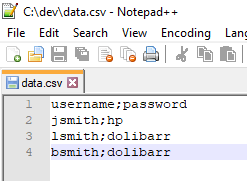 C:\dev\data.csv - Notepad++
File Edit Search View Encoding Langua
data.csv
1 username;password
2 jsmith;hp
3 lsmith;dolibarr
4 bsmith;dolibarr